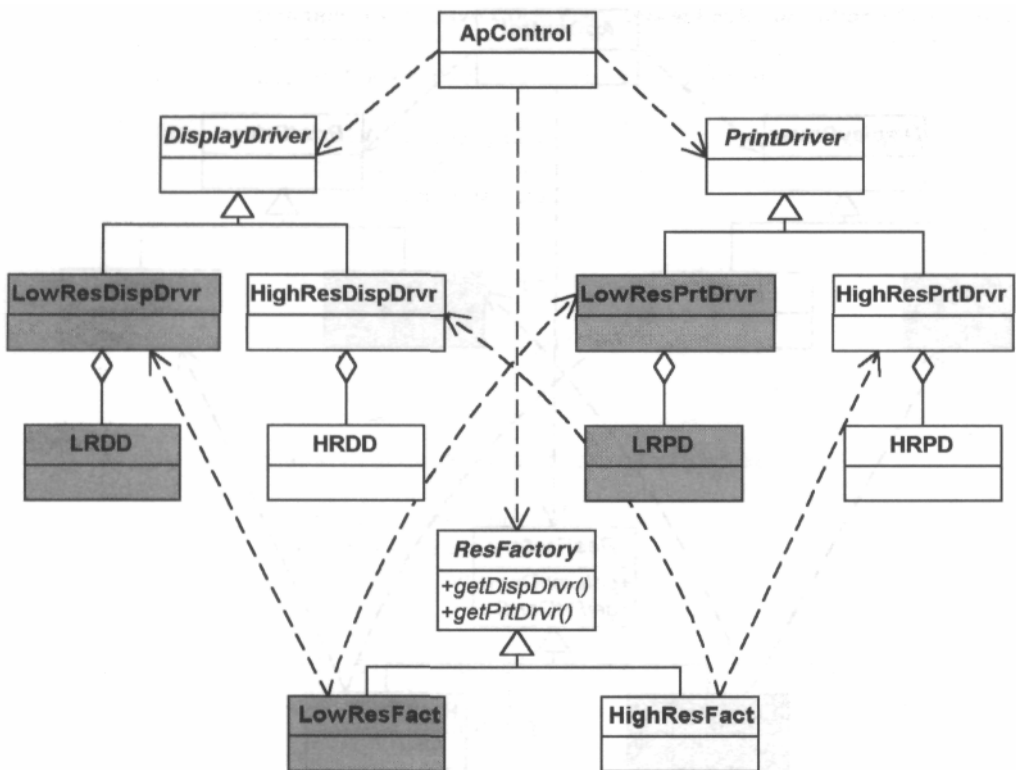 ApControl
DisplayDriver
PrintDriver
LowResDispDrvr
HighResDispDrvr
LowResPrtDrvr
HighResPrtDrvr
LRDD
HRDD
LRPD
HRPD
ResFactory
+getDispDrvr()
+getPrtDrvr()
LowResFact
HighResFact